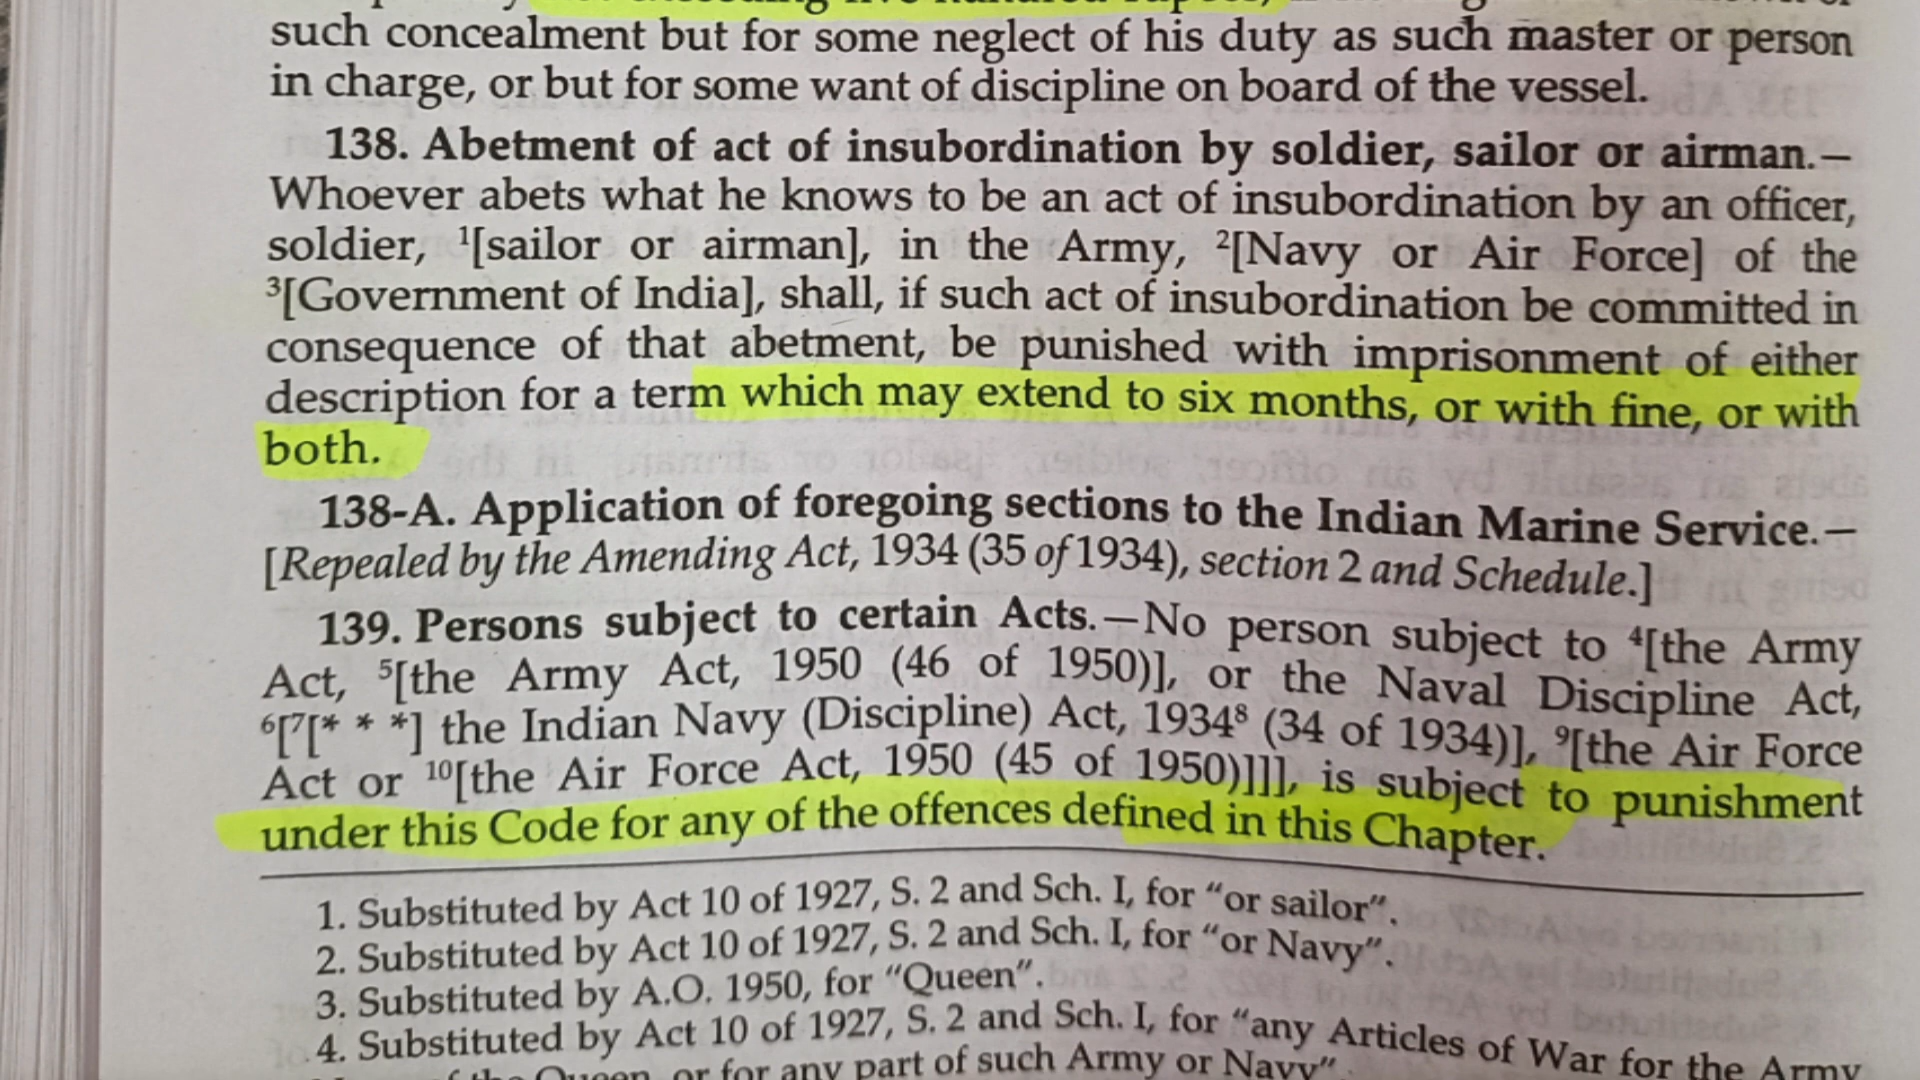 such concealment but for some neglect of his duty as such master or person
in charge, or but for some want of discipline on board of the vessel.
138. Abetment of act of insubordination by soldier, sailor or airman.—
Whoever abets what he knows to be an act of insubordination by an officer,
soldier, ¹[sailor or airman], in the Army, ²[Navy or Air Force] of the
³[Government of India], shall, if such act of insubordination be committed in
consequence of that abetment, be punished with imprisonment of either
description for a term which may extend to six months, or with fine, or with
both.
138-A. Application of foregoing sections to the Indian Marine Service.—
[Repealed by the Amending Act, 1934 (35 of 1934), section 2 and Schedule.]
139. Persons subject to certain Acts.—No person subject to ⁴[the Army
Act, ⁵[the Army Act, 1950 (46 of 1950)], or the Naval Discipline Act,
⁶[⁷[* * *] the Indian Navy (Discipline) Act, 1934⁸ (34 of 1934)], ⁹[the Air Force
Act or ¹⁰[the Air Force Act, 1950 (45 of 1950)]]], is subject to punishment
under this Code for any of the offences defined in this Chapter.
1. Substituted by Act 10 of 1927, S. 2 and Sch. I, for “or sailor”.
2. Substituted by Act 10 of 1927, S. 2 and Sch. I, for “or Navy”.
3. Substituted by A.O. 1950, for “Queen”.
4. Substituted by Act 10 of 1927, S. 2 and Sch. I, for “any Articles of War for the Army
the Queen, or for any part of such Army or Navy”